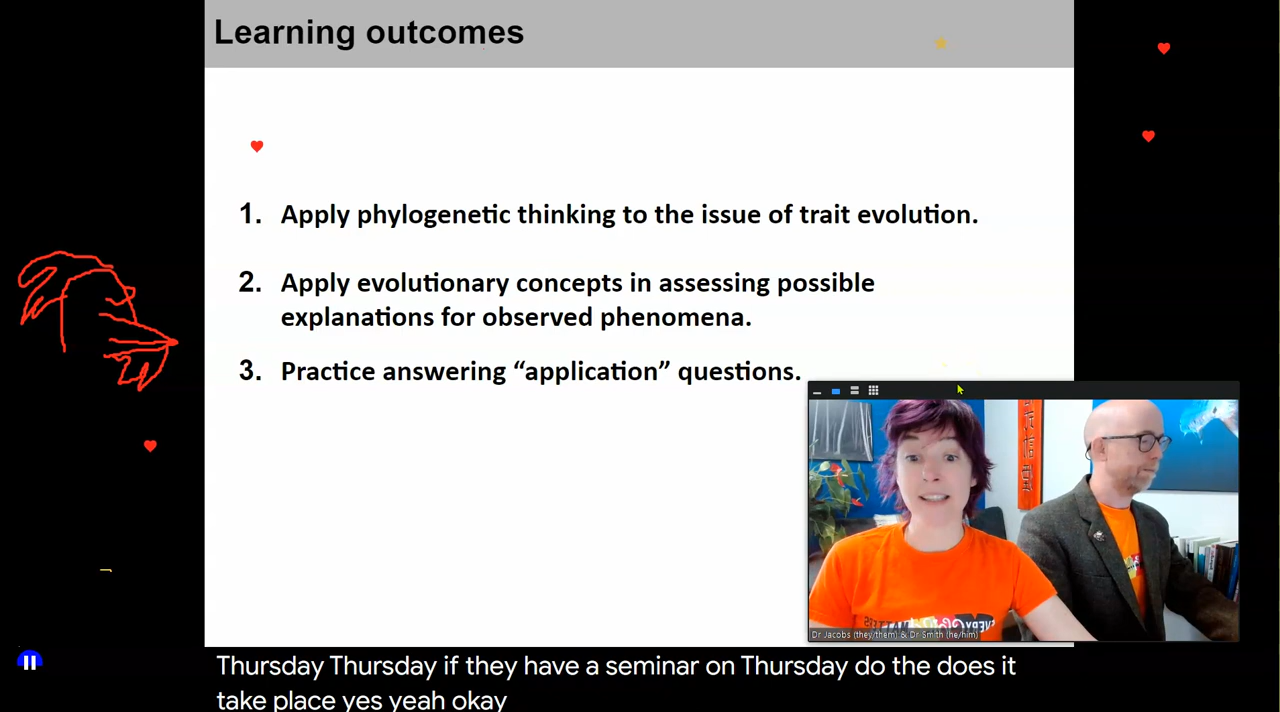 Learning outcomes
1. Apply phylogenetic thinking to the issue of trait evolution.
2. Apply evolutionary concepts in assessing possible
explanations for observed phenomena.
3. Practice answering “application” questions.
Dr Jacobs (they/them) & Dr Smith (he/him)
Thursday Thursday if they have a seminar on Thursday do the does it
take place yes yeah okay